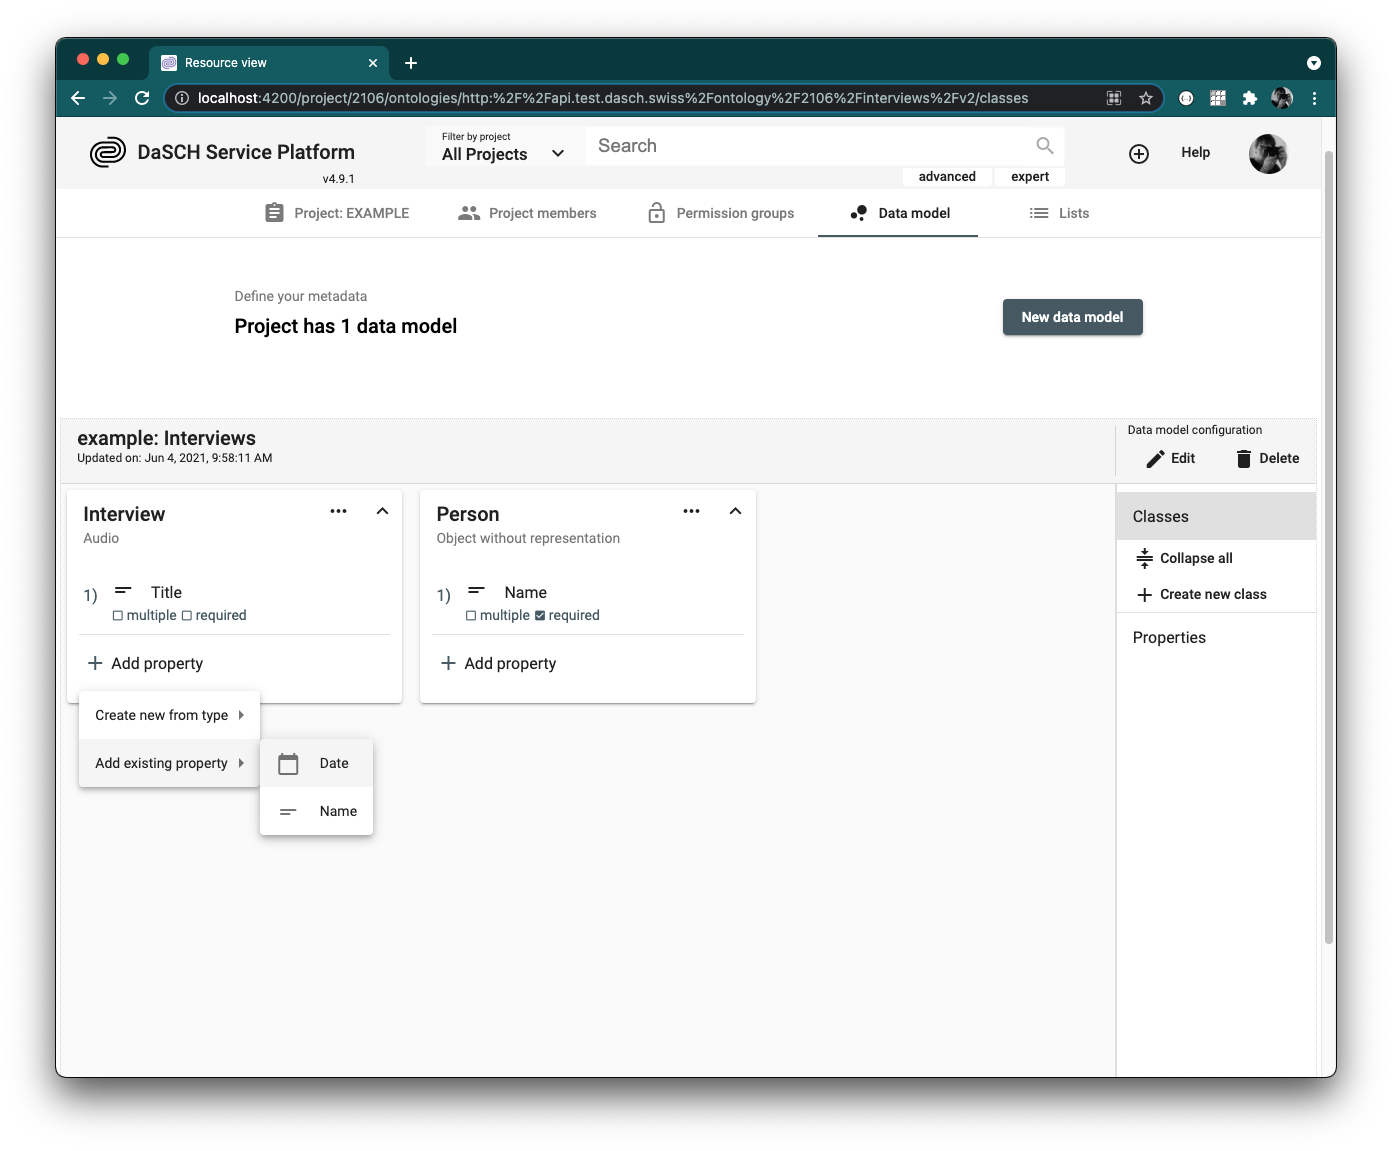 Resource view
localhost:4200/project/2106/ontologies/http:%2F%2Fapi.test.dasch.swiss%2Fontology%2F2106%2Finterviews%2Fv2/classes
DaSCH Service Platform
v4.9.1
Filter by project
All Projects
Search
advanced
expert
Help
Project: EXAMPLE
Project members
Permission groups
Data model
Lists
Define your metadata
Project has 1 data model
New data model
example: Interviews
Updated on: Jun 4, 2021, 9:58:11 AM
Data model configuration
Edit
Delete
Interview
Audio
1) Title
multiple required
Add property
Create new from type
Add existing property
Date
Name
Person
Object without representation
1) Name
multiple required
Add property
Classes
Collapse all
Create new class
Properties